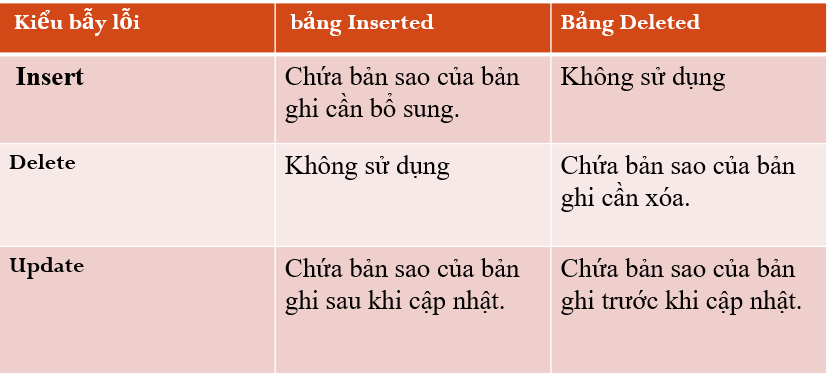 Kiểu bẫy lỗi
bảng Inserted
Bảng Deleted
Insert
Chứa bản sao của bản
ghi cần bổ sung.
Không sử dụng
Delete
Không sử dụng
Chứa bản sao của bản
ghi cần xóa.
Update
Chứa bản sao của bản
ghi sau khi cập nhật.
Chứa bản sao của bản
ghi trước khi cập nhật.